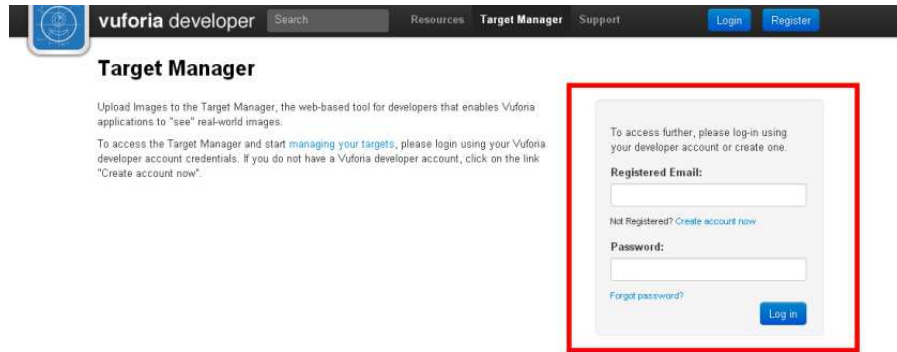 vuforia developer Search Resources Target Manager Support Login Register
Target Manager
Upload Images to the Target Manager, the web-based tool for developers that enables Vuforia
applications to "see" real-world images.
To access the Target Manager and start managing your targets, please login using your Vuforia
developer account credentials. If you do not have a Vuforia developer account, click on the link
"Create account now".
To access further, please log-in using
your developer account or create one.
Registered Email:
Not Registered? Create account now
Password:
Forgot password?
Log in